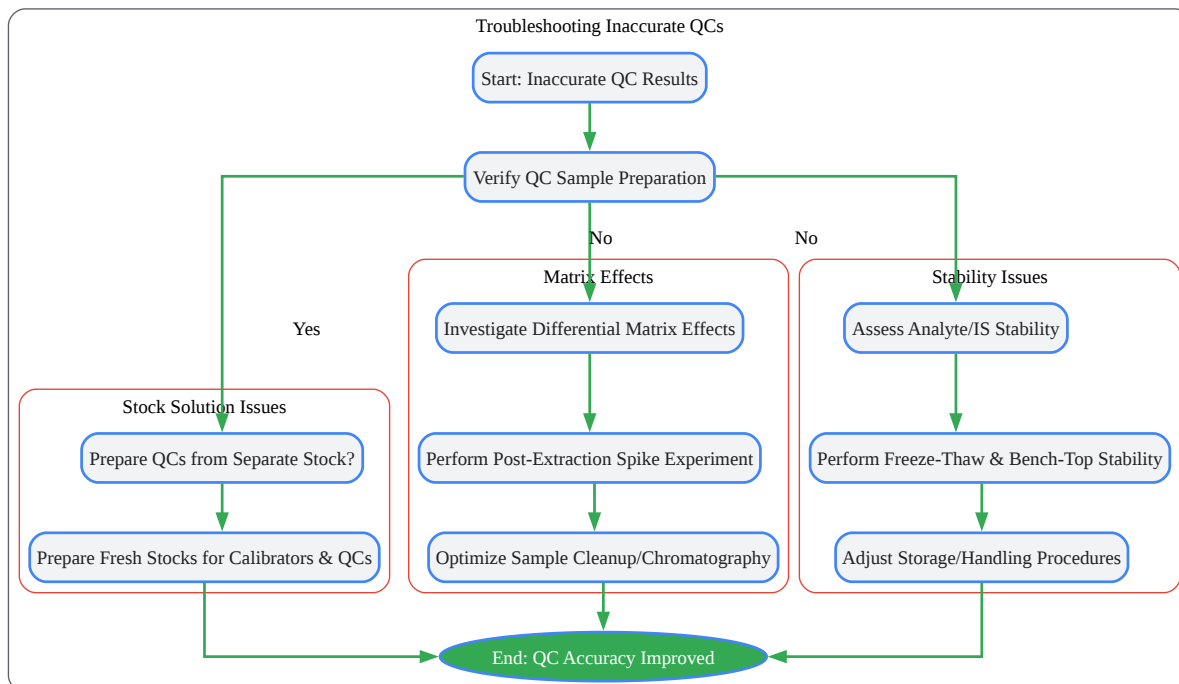 Troubleshooting Inaccurate QCs
Start: Inaccurate QC Results
Verify QC Sample Preparation
No
No
Matrix Effects
Stability Issues
Yes
Investigate Differential Matrix Effects
Assess Analyte/IS Stability
Stock Solution Issues
Prepare QCs from Separate Stock?
Perform Post-Extraction Spike Experiment
Perform Freeze-Thaw & Bench-Top Stability
Prepare Fresh Stocks for Calibrators & QCs
Optimize Sample Cleanup/Chromatography
Adjust Storage/Handling Procedures
End: QC Accuracy Improved